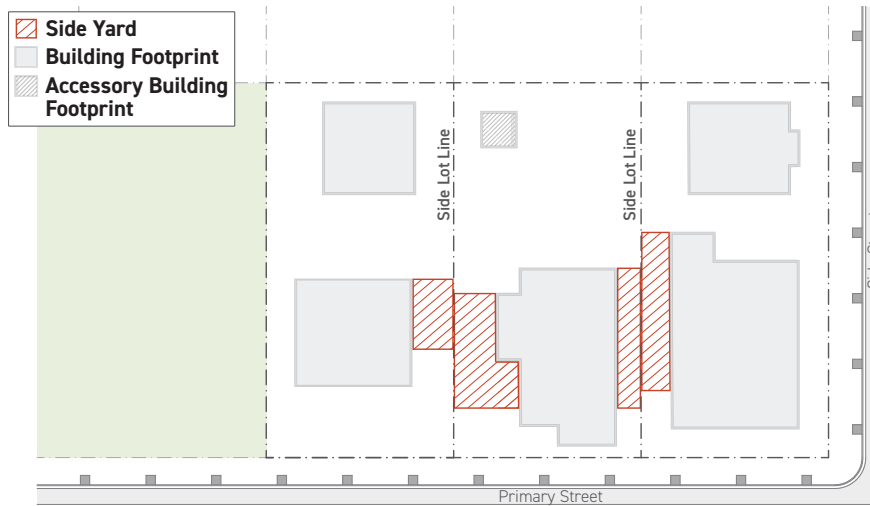 Side Yard
Building Footprint
Accessory Building
Footprint
Side Lot Line
Side Lot Line
Primary Street